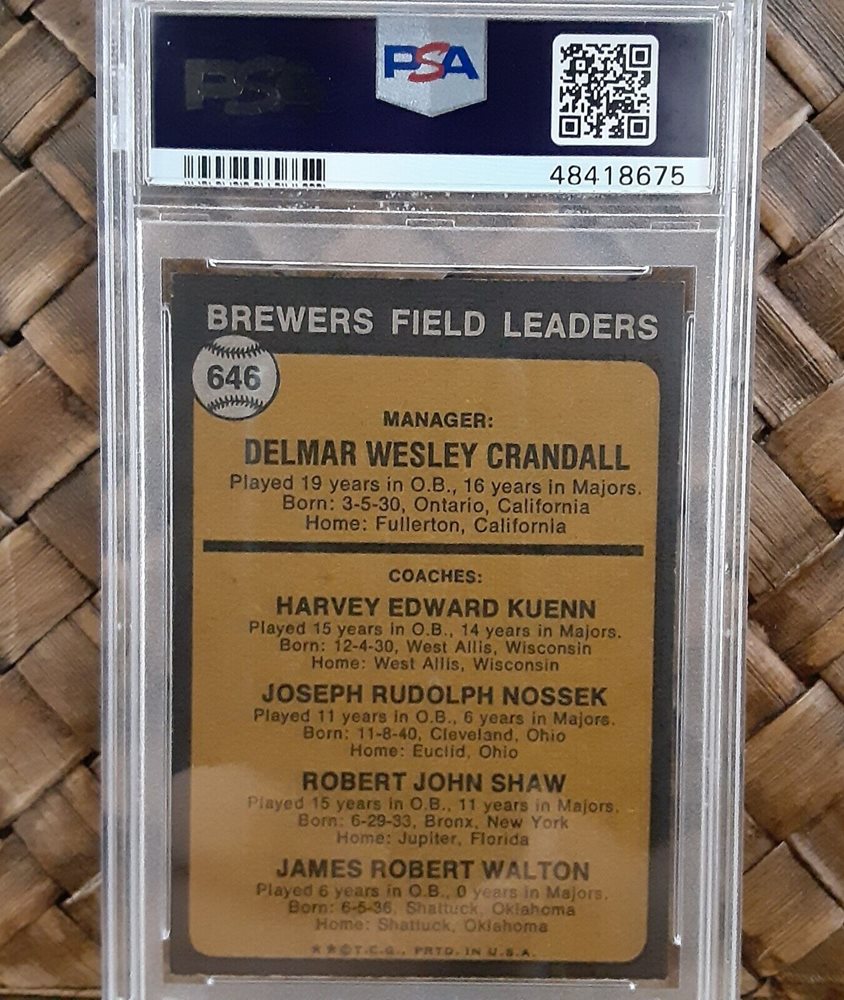 PSA
PSA
48418675
BREWERS FIELD LEADERS
646
MANAGER:
DELMAR WESLEY CRANDALL
Played 19 years in O.B., 16 years in Majors.
Born: 3-5-30, Ontario, California
Home: Fullerton, California
COACHES:
HARVEY EDWARD KUENN
Played 15 years in O.B., 14 years in Majors.
Born: 12-4-30, West Allis, Wisconsin
Home: West Allis, Wisconsin
JOSEPH RUDOLPH NOSSEK
Played 11 years in O.B., 6 years in Majors.
Born: 11-8-40, Cleveland, Ohio
Home: Euclid, Ohio
ROBERT JOHN SHAW
Played 15 years in O.B., 11 years in Majors.
Born: 6-29-33, Bronx, New York
Home: Jupiter, Florida
JAMES ROBERT WALTON
Played 6 years in O.B., 0 years in Majors.
Born: 6-5-36, Shattuck, Oklahoma
Home: Shattuck, Oklahoma
★★©T.C.G., PRTD. IN U.S.A.